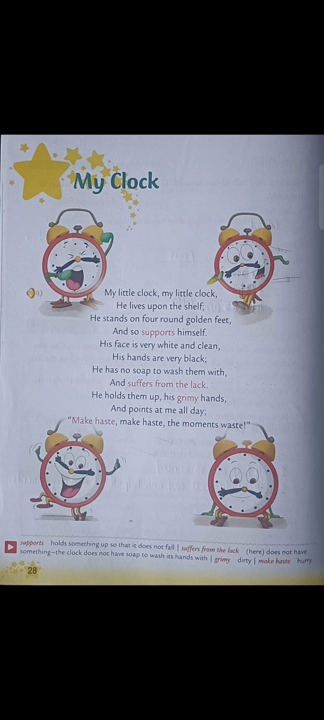 My Clock
My little clock, my little clock,
He lives upon the shelf;
He stands on four round golden feet,
And so supports himself.
His face is very white and clean,
His hands are very black;
He has no soap to wash them with,
And suffers from the lack.
He holds them up, his grimy hands,
And points at me all day;
"Make haste, make haste, the moments waste!"
supports holds something up so that it does not fall | suffers from the lack (here) does not have
something—the clock does not have soap to wash its hands with | grimy dirty | make haste hurry
28